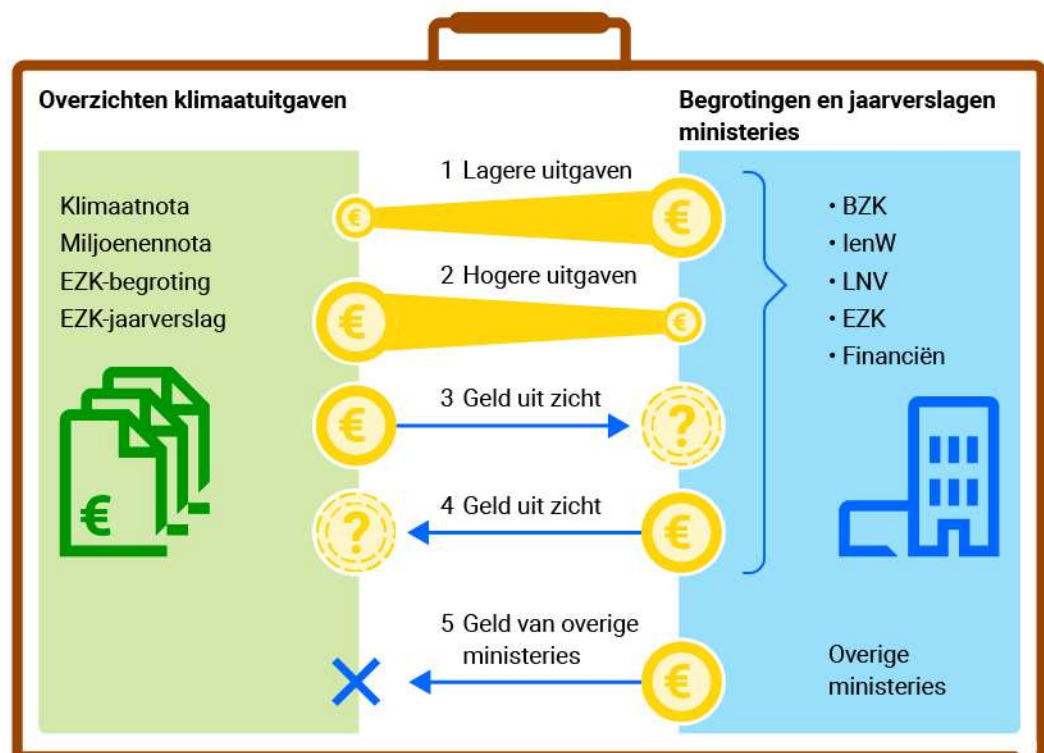 Overzichten klimaatuitgaven
Begrotingen en jaarverslagen
ministeries
Klimaatnota
Miljoenennota
EZK-begroting
EZK-jaarverslag
€
1 Lagere uitgaven
€
€
2 Hogere uitgaven
€
€
3 Geld uit zicht
€
?
4 Geld uit zicht
?
€
5 Geld van overige
ministeries
€
• BZK
• IenW
• LNV
• EZK
• Financiën
Overige
ministeries